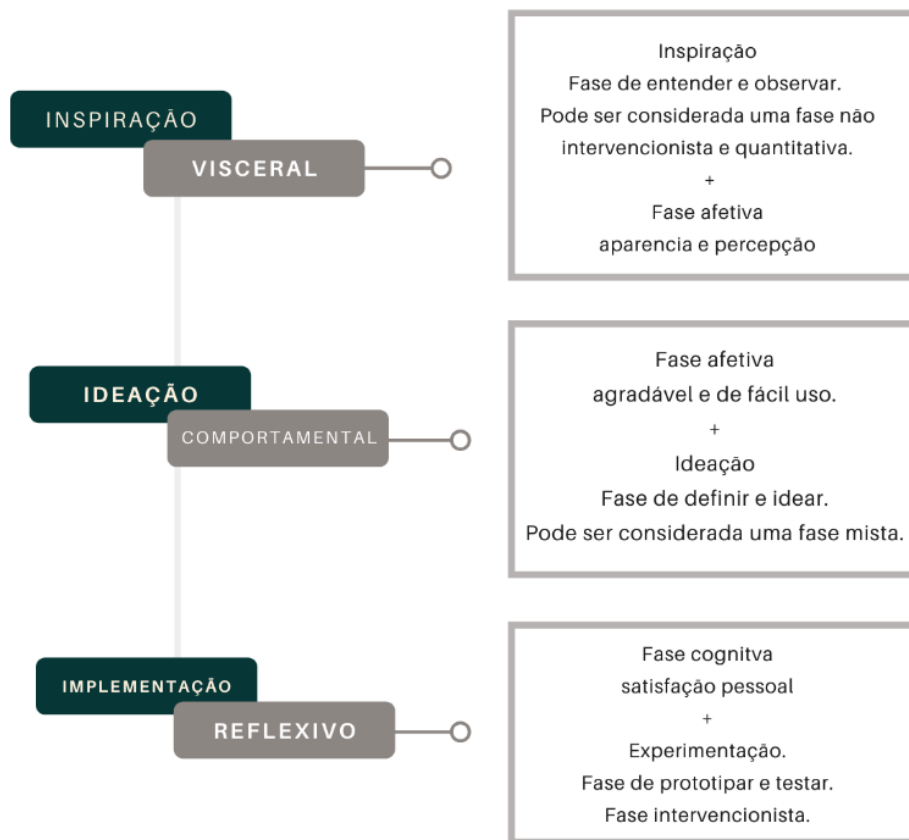 INSPIRAÇÃO
VISCERAL
Inspiração
Fase de entender e observar.
Pode ser considerada uma fase não
intervencionista e quantitativa.
+
Fase afetiva
aparencia e percepção
IDEAÇÃO
COMPORTAMENTAL
Fase afetiva
agradável e de fácil uso.
+
Ideação
Fase de definir e idear.
Pode ser considerada uma fase mista.
IMPLEMENTAÇÃO
REFLEXIVO
Fase cognitva
satisfação pessoal
+
Experimentação.
Fase de prototipar e testar.
Fase intervencionista.